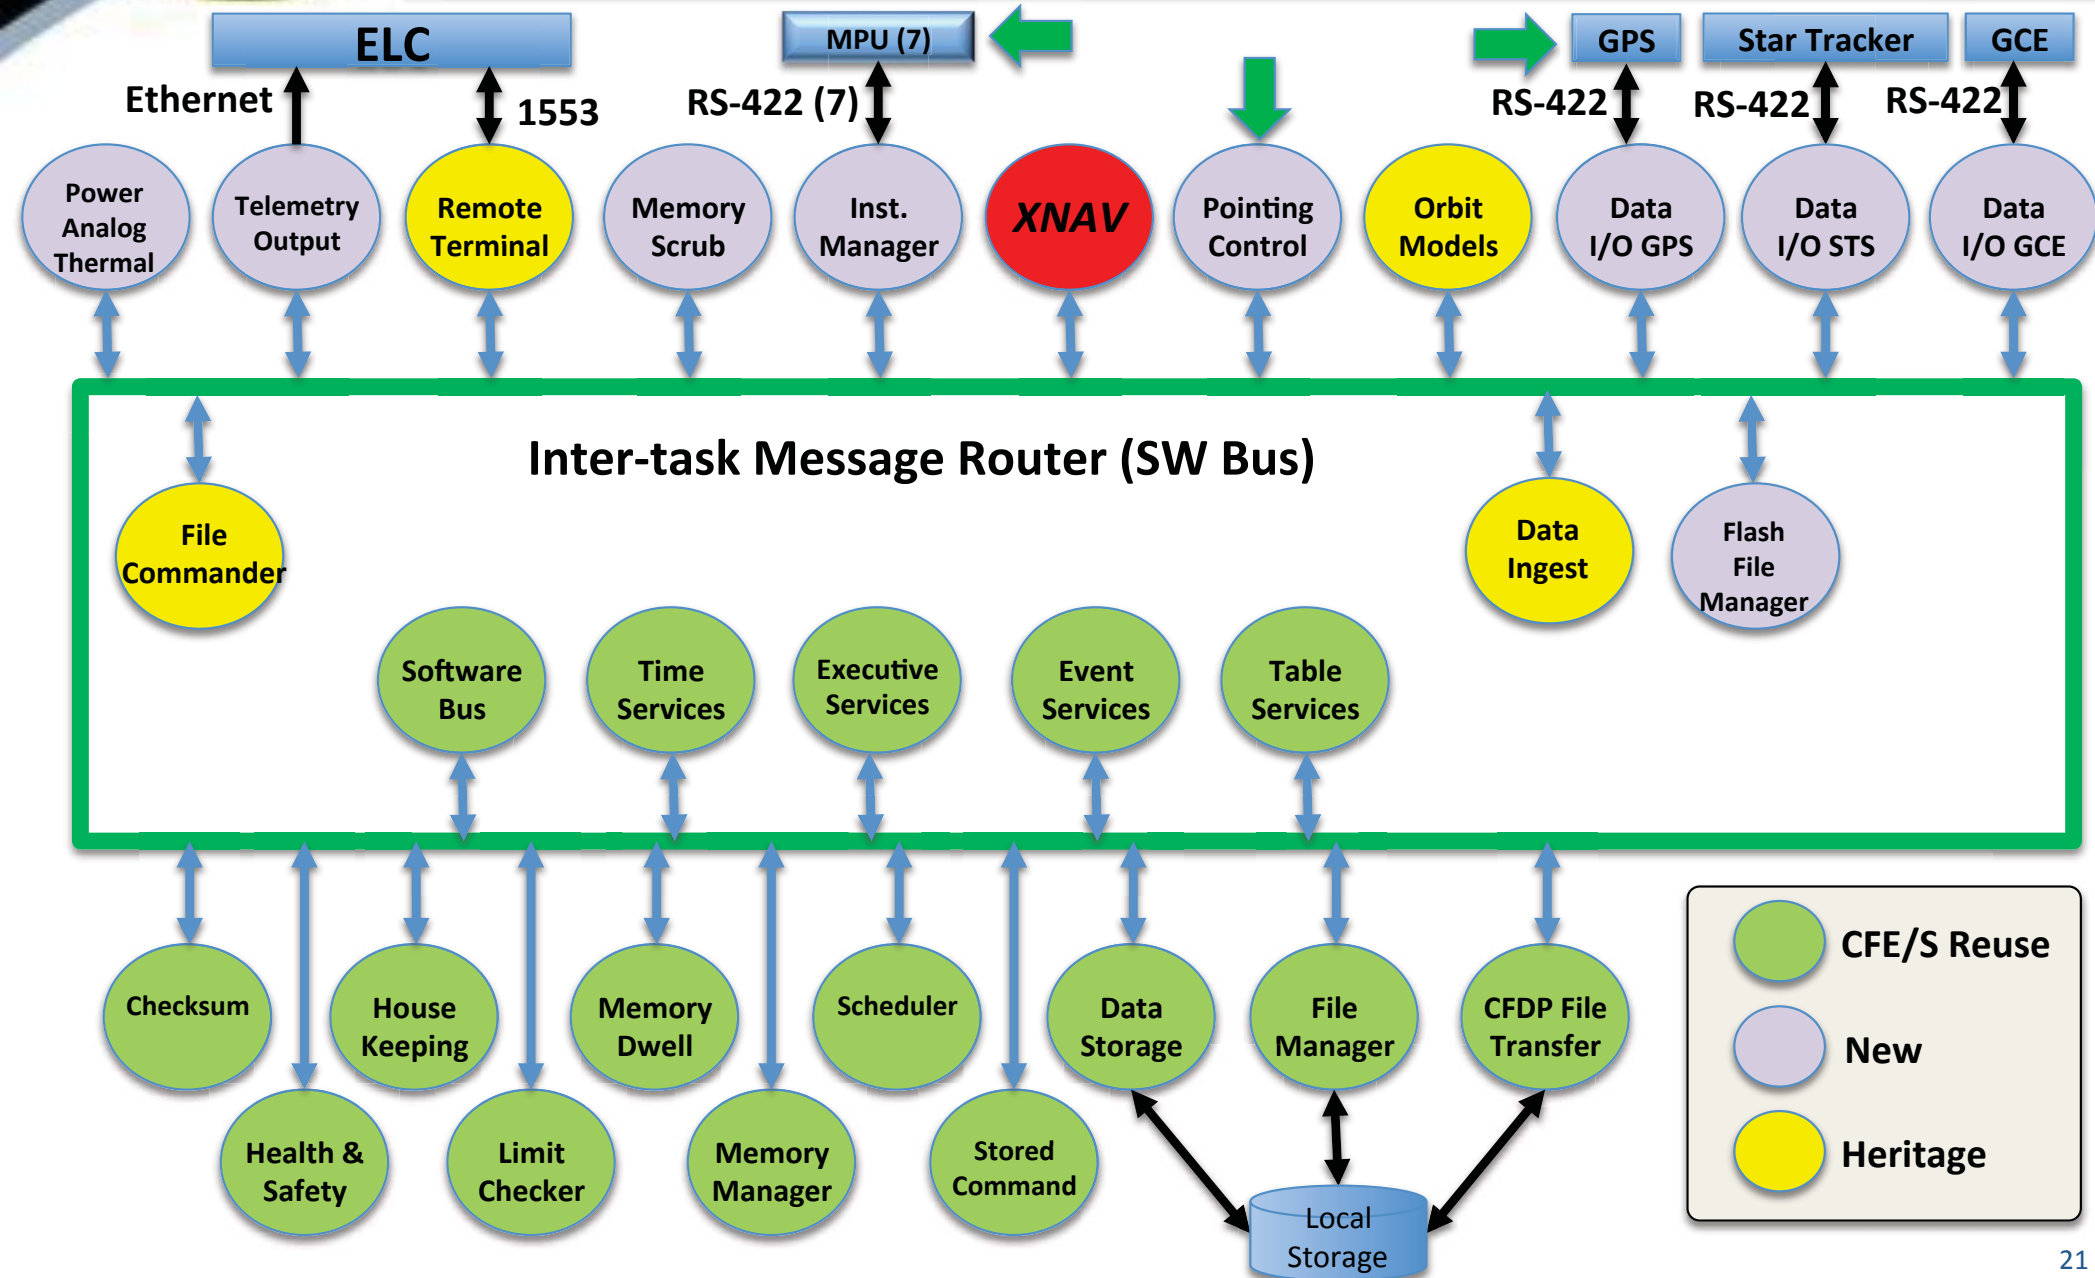 ELC
MPU (7)
GPS
Star Tracker
GCE
Ethernet
1553
RS-422 (7)
RS-422
RS-422
RS-422
Power
Analog
Thermal
Telemetry
Output
Remote
Terminal
Memory
Scrub
Inst.
Manager
XNAV
Pointing
Control
Orbit
Models
Data
I/O GPS
Data
I/O STS
Data
I/O GCE
Inter-task Message Router (SW Bus)
File
Commander
Data
Ingest
Flash
File
Manager
Software
Bus
Time
Services
Executive
Services
Event
Services
Table
Services
Checksum
House
Keeping
Memory
Dwell
Scheduler
Data
Storage
File
Manager
CFDP File
Transfer
Health &
Safety
Limit
Checker
Memory
Manager
Stored
Command
Local
Storage
CFE/S Reuse
New
Heritage
21